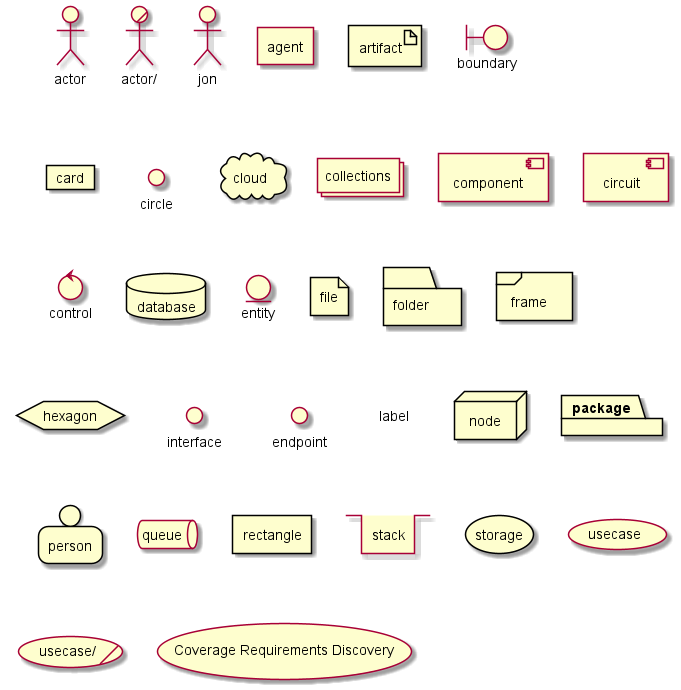 actor
actor/
jon
agent
artifact
boundary
card
circle
cloud
collections
component
circuit
control
database
entity
file
folder
frame
hexagon
interface
endpoint
label
node
package
person
queue
rectangle
stack
storage
usecase
usecase/
Coverage Requirements Discovery